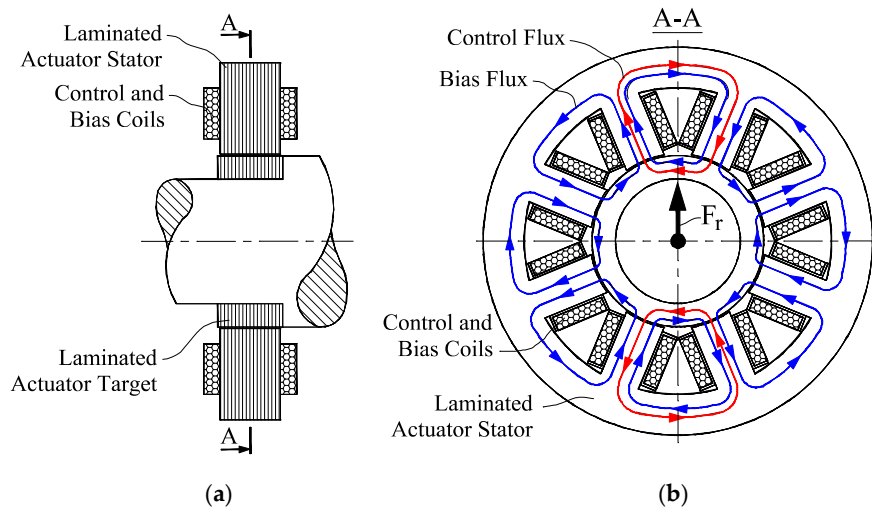 A
Laminated
Actuator Stator
Control and
Bias Coils
Laminated
Actuator Target
A
(a)
A-A
Control Flux
Bias Flux
F_r
Control and
Bias Coils
Laminated
Actuator Stator
(b)